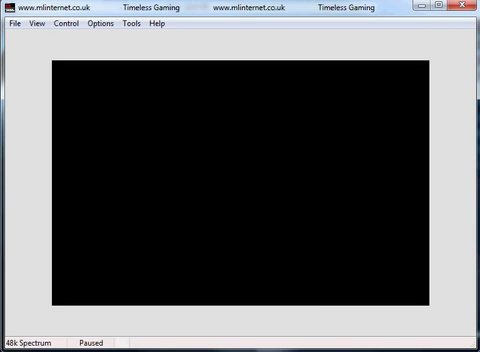 www.mlinternet.co.uk Timeless Gaming www.mlinternet.co.uk Timeless Gaming
File View Control Options Tools Help
48k Spectrum Paused